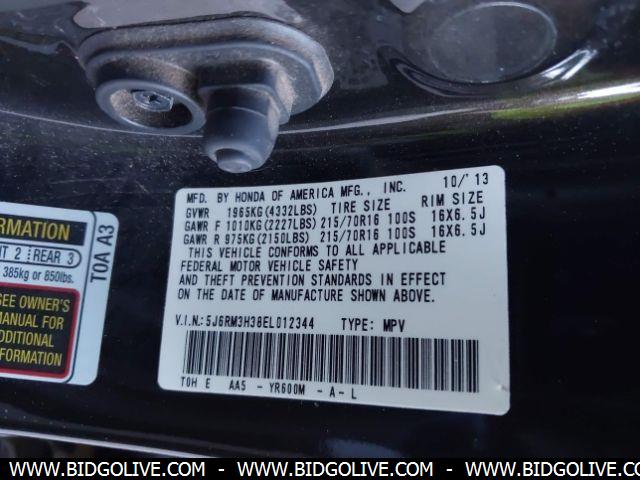 MFD. BY HONDA OF AMERICA MFG., INC. 10/'13
GVWR 1965KG(4332LBS) TIRE SIZE RIM SIZE
GAWR F 1010KG(2227LBS) 215/70R16 100S 16X6.5J
GAWR R 975KG(2150LBS) 215/70R16 100S 16X6.5J
THIS VEHICLE CONFORMS TO ALL APPLICABLE
FEDERAL MOTOR VEHICLE SAFETY
AND THEFT PREVENTION STANDARDS IN EFFECT
ON THE DATE OF MANUFACTURE SHOWN ABOVE.
V.I.N.:5J6RM3H38EL012344 TYPE: MPV
T0H E AA5 - YR600M - A - L
FORMATION
2 REAR 3
385kg or 850lbs.
SEE OWNER'S
MANUAL FOR
INFORMATION
T0A A3
WWW.BIDGOLIVE.COM - WWW.BIDGOLIVE.COM - WWW.BIDGOLIVE.COM